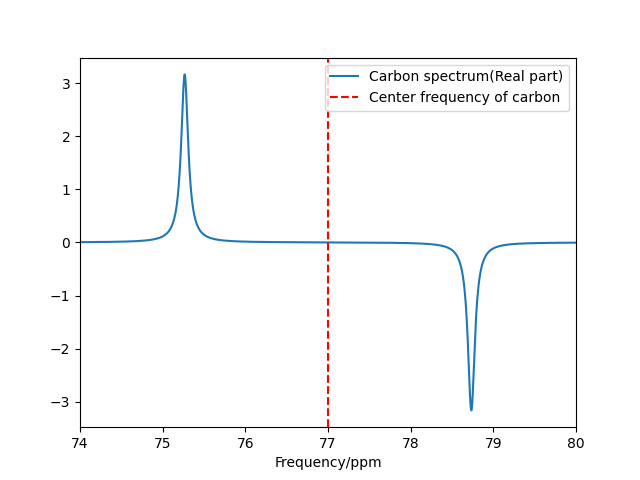 Carbon spectrum(Real part)
Center frequency of carbon
3
2
1
0
−1
−2
−3
74 75 76 77 78 79 80
Frequency/ppm